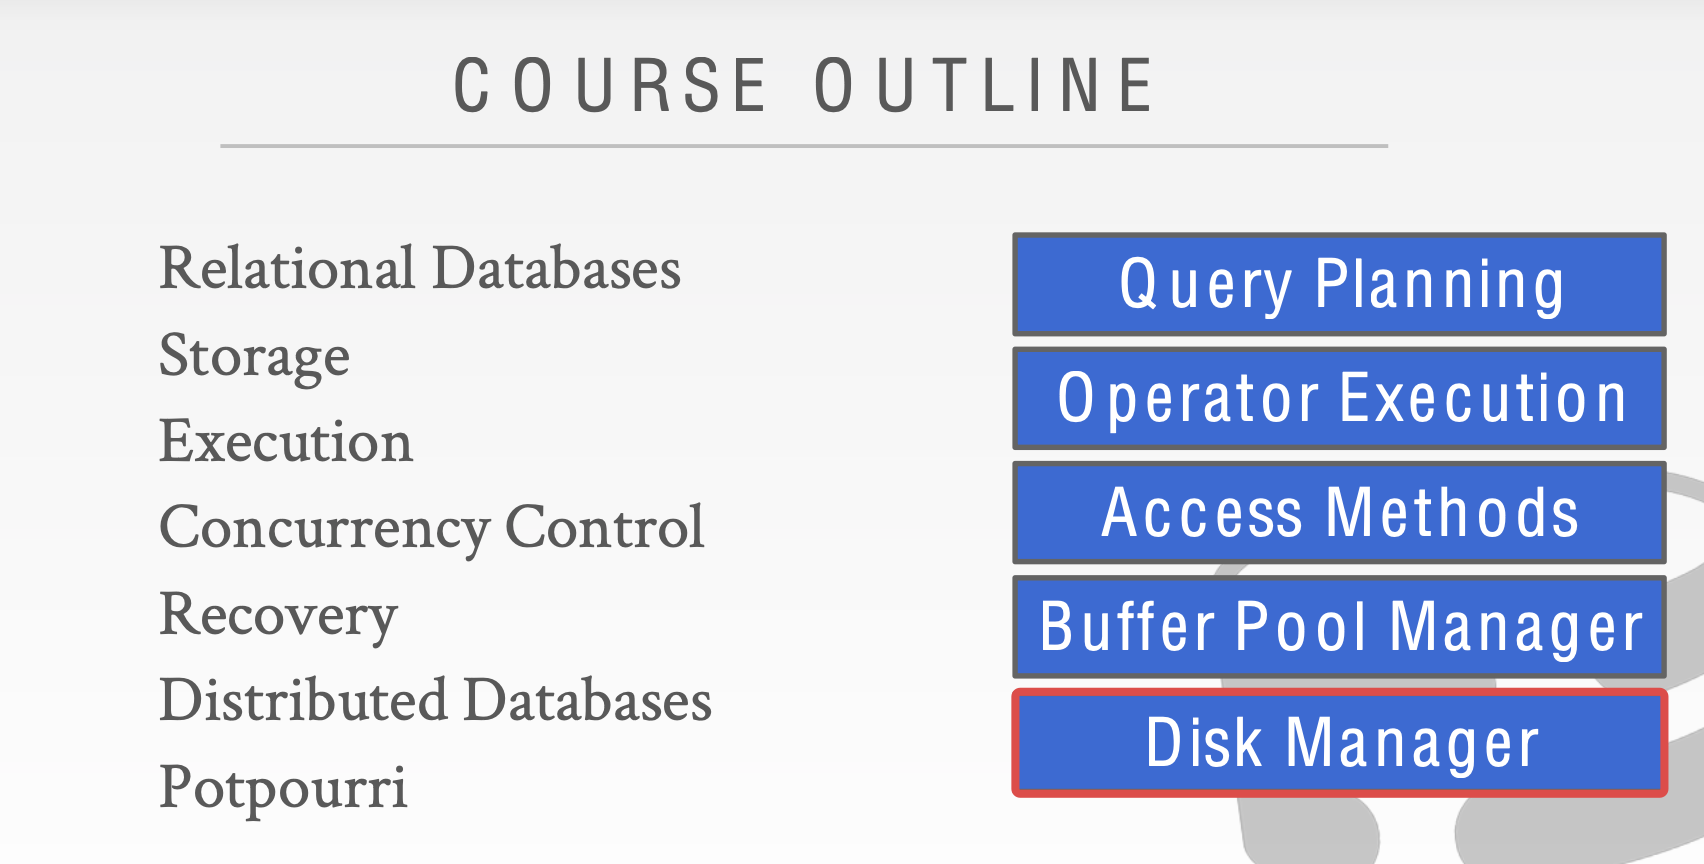 COURSE OUTLINE
Relational Databases
Storage
Execution
Concurrency Control
Recovery
Distributed Databases
Potpourri
Query Planning
Operator Execution
Access Methods
Buffer Pool Manager
Disk Manager